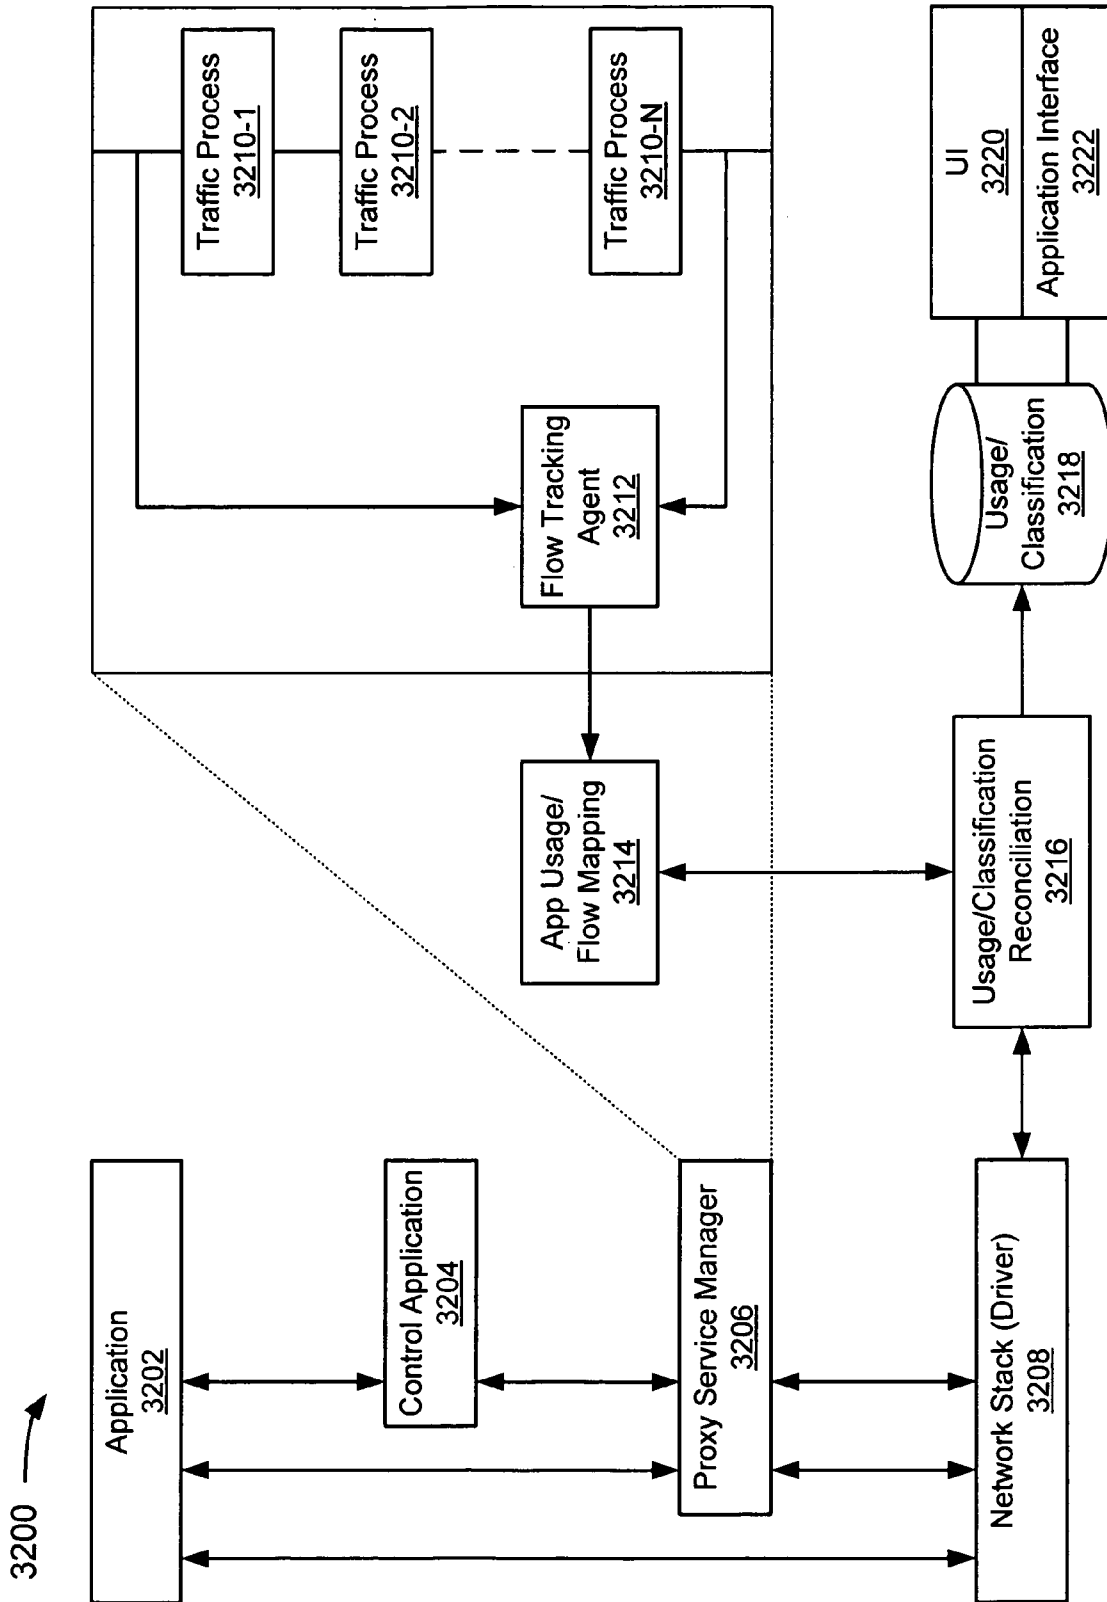 3200
Application
3202
Control Application
3204
Proxy Service Manager
3206
Network Stack (Driver)
3208
Traffic Process
3210-1
Traffic Process
3210-2
Traffic Process
3210-N
Flow Tracking
Agent
3212
App Usage/
Flow Mapping
3214
Usage/Classification
Reconciliation
3216
Usage/
Classification
3218
UI
3220
Application Interface
3222